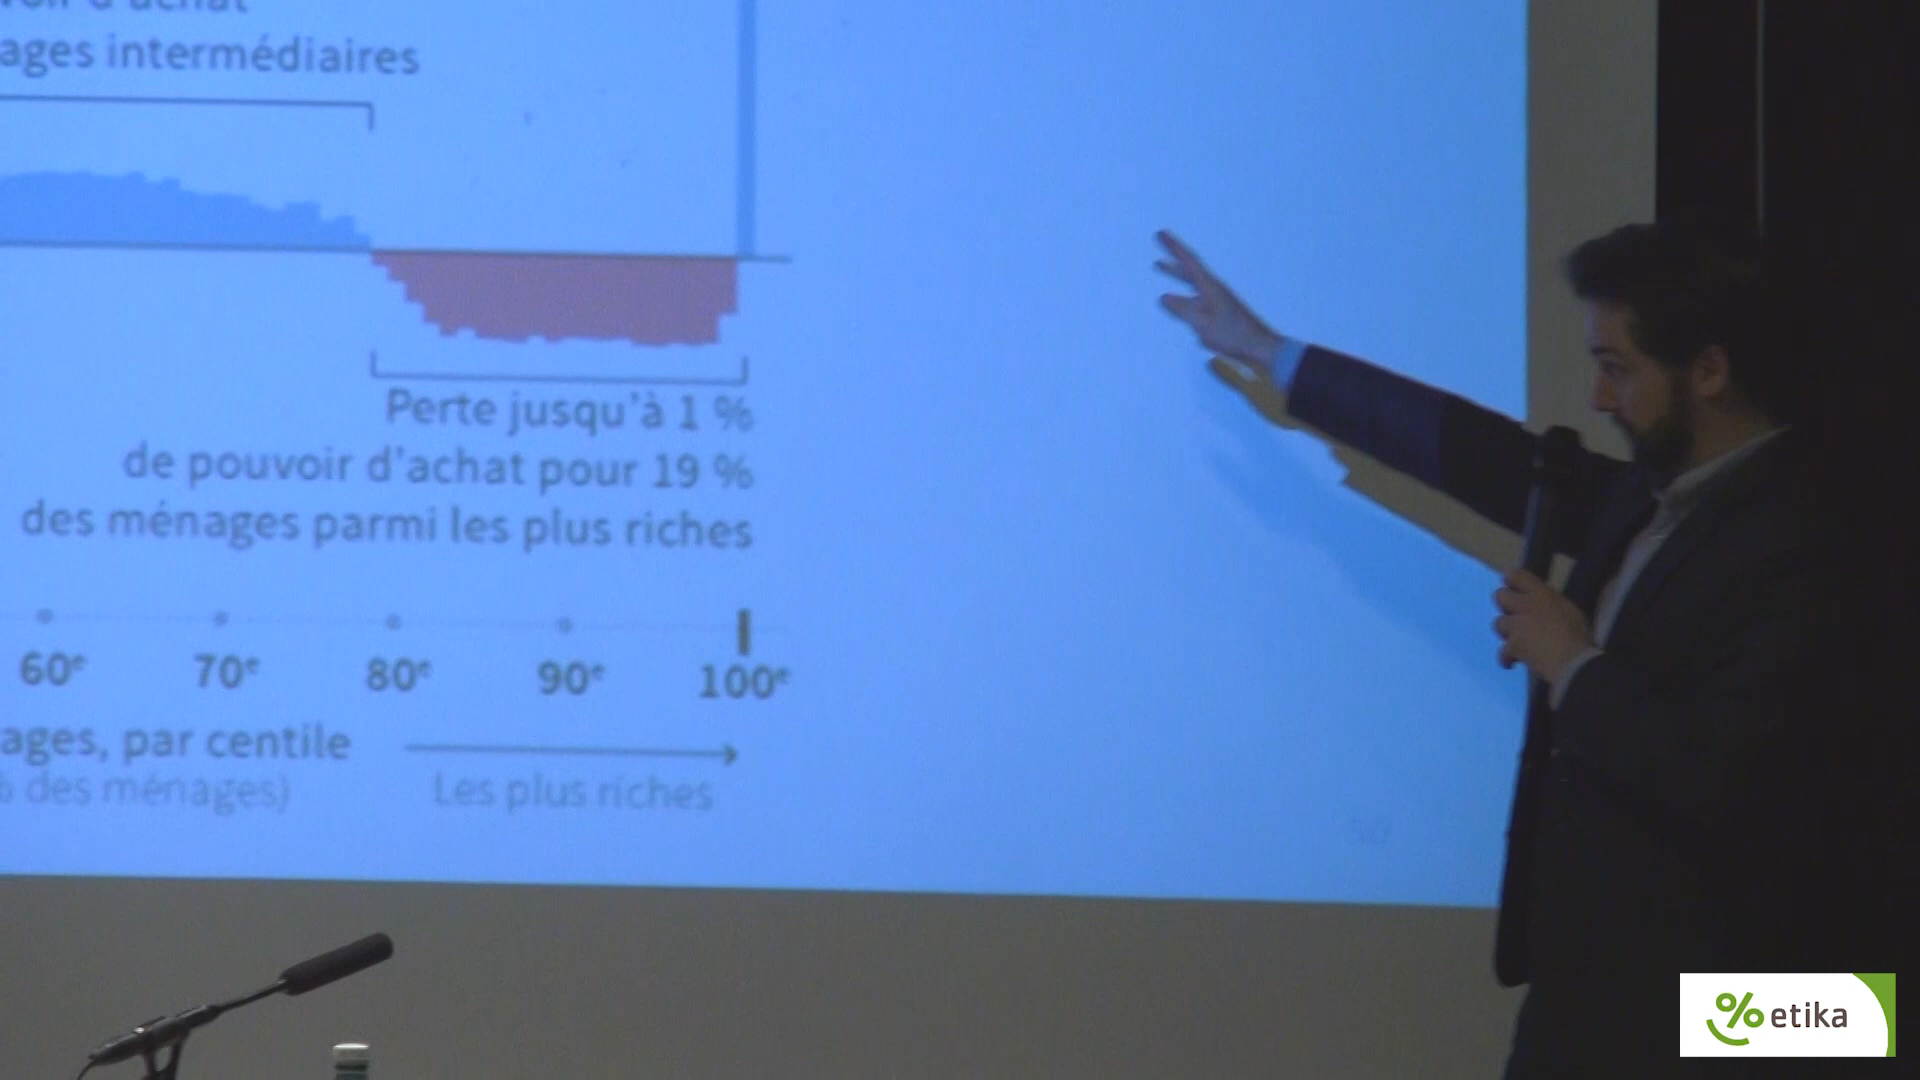 d'achat
ages intermédiaires
Perte jusqu'à 1 %
de pouvoir d'achat pour 19 %
des ménages parmi les plus riches
60e 70e 80e 90e 100e
ages, par centile
% des ménages) Les plus riches
% etika